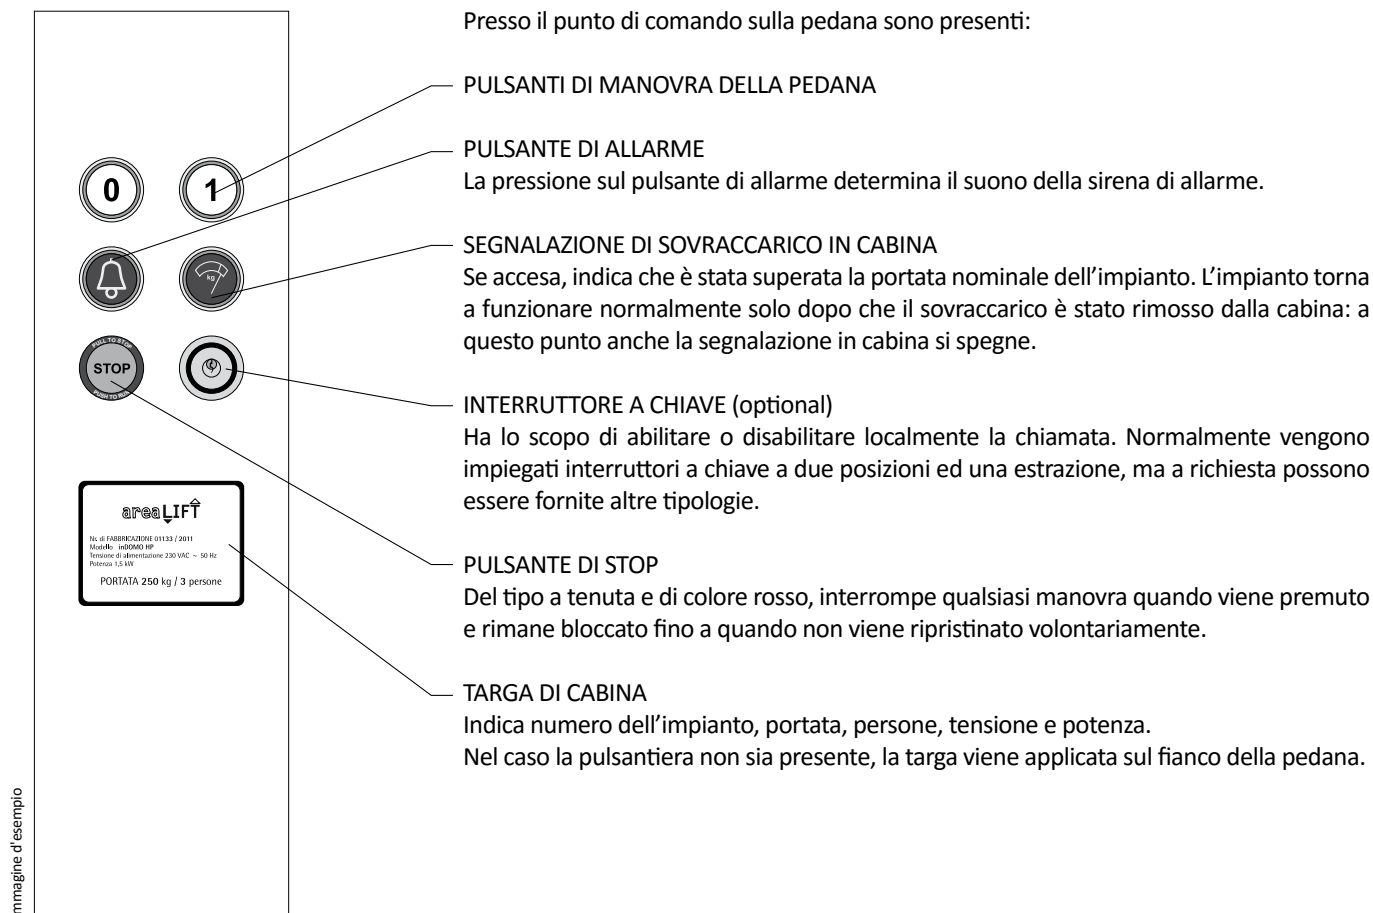 Presso il punto di comando sulla pedana sono presenti:
PULSANTI DI MANOVRA DELLA PEDANA
PULSANTE DI ALLARME
La pressione sul pulsante di allarme determina il suono della sirena di allarme.
SEGNALAZIONE DI SOVRACCARICO IN CABINA
Se accesa, indica che è stata superata la portata nominale dell’impianto. L’impianto torna
a funzionare normalmente solo dopo che il sovraccarico è stato rimosso dalla cabina: a
questo punto anche la segnalazione in cabina si spegne.
INTERRUTTORE A CHIAVE (optional)
Ha lo scopo di abilitare o disabilitare localmente la chiamata. Normalmente vengono
impiegati interruttori a chiave a due posizioni ed una estrazione, ma a richiesta possono
essere fornite altre tipologie.
PULSANTE DI STOP
Del tipo a tenuta e di colore rosso, interrompe qualsiasi manovra quando viene premuto
e rimane bloccato fino a quando non viene ripristinato volontariamente.
TARGA DI CABINA
Indica numero dell’impianto, portata, persone, tensione e potenza.
Nel caso la pulsantiera non sia presente, la targa viene applicata sul fianco della pedana.
0
1
kg
PULL TO STOP
STOP
PUSH TO RUN
areaLIFT
Nr. di FABBRICAZIONE 01133 / 2011
Modello inDOMO HP
Tensione di alimentazione 230 VAC ~ 50 Hz
Potenza 1,5 kW
PORTATA 250 kg / 3 persone
mmagine d'esempio